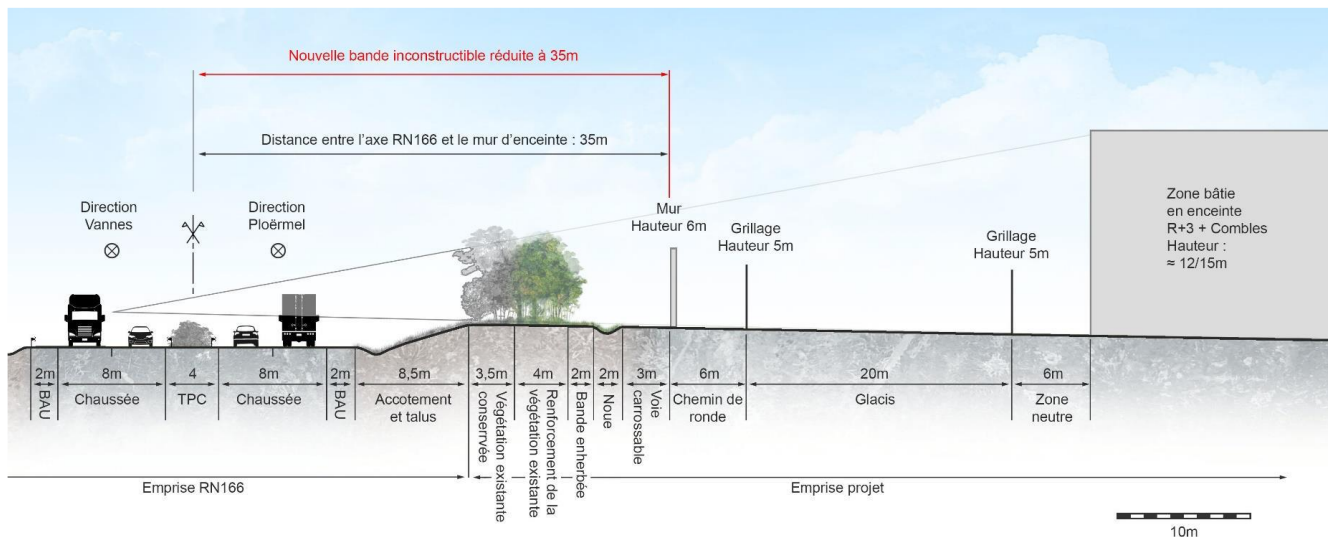 Nouvelle bande inconstructible réduite à 35m
Distance entre l'axe RN166 et le mur d'enceinte : 35m
Direction
Vannes
Direction
Ploërmel
Mur
Hauteur 6m
Grillage
Hauteur 5m
Grillage
Hauteur 5m
Zone bâtie
en enceinte
R+3 + Combles
Hauteur :
≈ 12/15m
2m
BAU
8m
Chaussée
4
TPC
8m
Chaussée
2m
BAU
8,5m
Accotement
et talus
3,5m
Végétation existante
conserrvée
4m
Renforcement de la
végétation existante
2m
Bande enherbée
2m
Noue
3m
Voie
carrossable
6m
Chemin de
ronde
20m
Glacis
6m
Zone
neutre
Emprise RN166
Emprise projet
10m